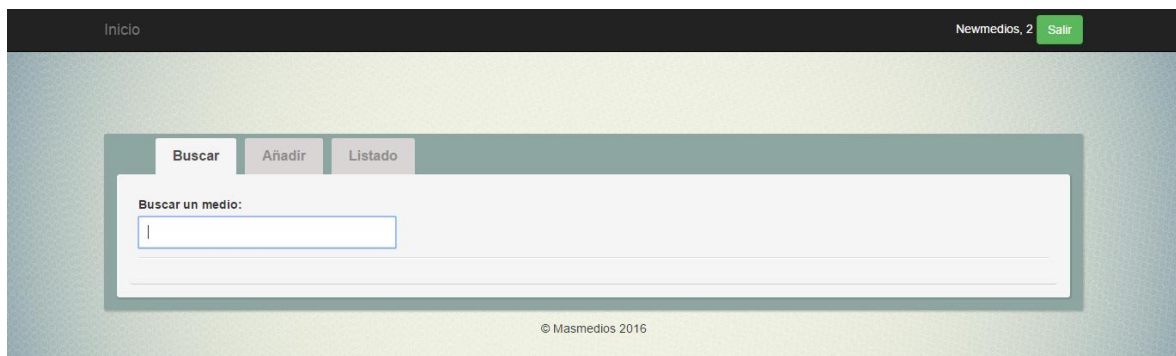 Inicio Newmedios, 2 Salir
Buscar Añadir Listado
Buscar un medio:
© Masmedios 2016